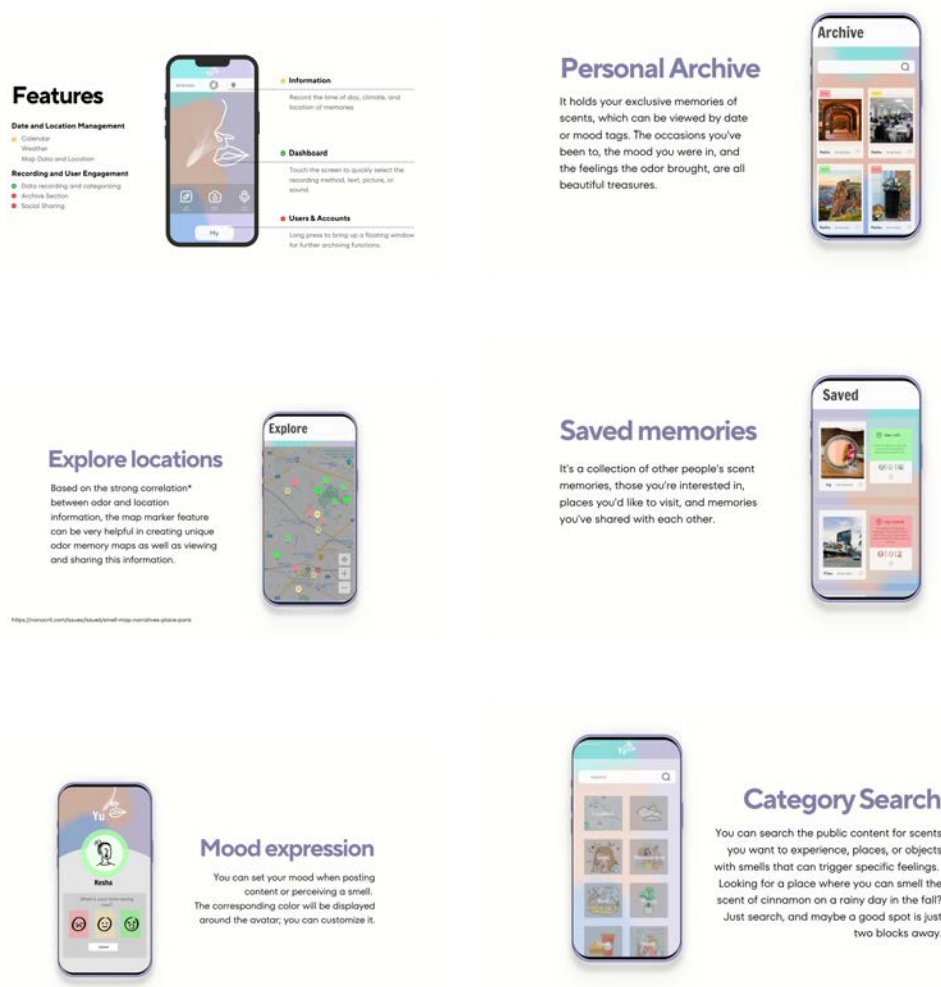 Features
Date and Location Management
Calendar
Weather
Map Data and Location
Recording and User Engagement
Data recording and categorizing
Archive Section
Social Sharing
My
Information
Record the time of day, climate, and
location of memories
Dashboard
Touch the screen to quickly select the
recording method, text, picture, or
sound
Users & Accounts
Long press to bring up a floating window
for further archiving functions.
Personal Archive
It holds your exclusive memories of
scents, which can be viewed by date
or mood tags. The occasions you've
been to, the mood you were in, and
the feelings the odor brought, are all
beautiful treasures.
Archive
Explore locations
Based on the strong correlation*
between odor and location
information, the map marker feature
can be very helpful in creating unique
odor memory maps as well as viewing
and sharing this information.
Explore
Saved memories
It's a collection of other people's scent
memories, those you're interested in,
places you'd like to visit, and memories
you've shared with each other.
Saved
Yu
Kesha
Mood expression
You can set your mood when posting
content or perceiving a smell.
The corresponding color will be displayed
around the avatar; you can customize it.
Search
Category Search
You can search the public content for scents
you want to experience, places, or objects
with smells that can trigger specific feelings.
Looking for a place where you can smell the
scent of cinnamon on a rainy day in the fall?
Just search, and maybe a good spot is just
two blocks away.